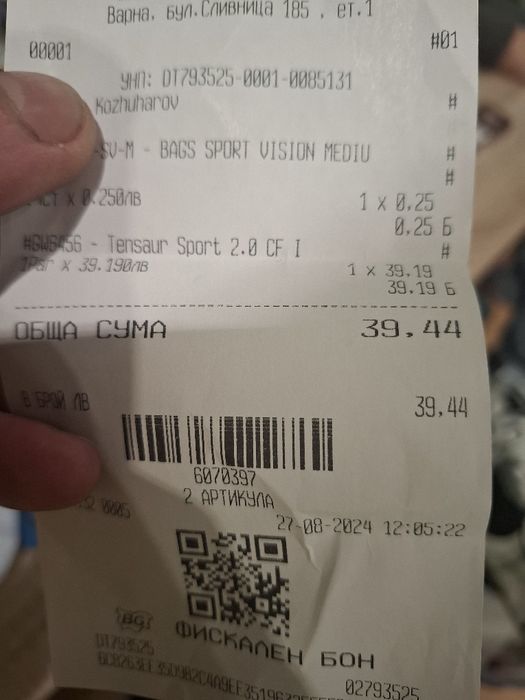 Варна, бул.Сливница 185 , ет.1
00001 #01
УНП: DT793525-0001-0085131
Kozhuharov #
-SV-M - BAGS SPORT VISION MEDIU #
#
x 0.250лв 1 x 0,25
0,25 Б
#GW6456 - Tensaur Sport 2.0 CF I #
1Par x 39.190лв 1 x 39,19
39,19 Б
ОБЩА СУМА 39,44
В БРОЙ ЛВ 39,44
6070397
2 АРТИКУЛА
0005 27-08-2024 12:05:22
BG
ФИСКАЛЕН БОН
DT793525 02793525